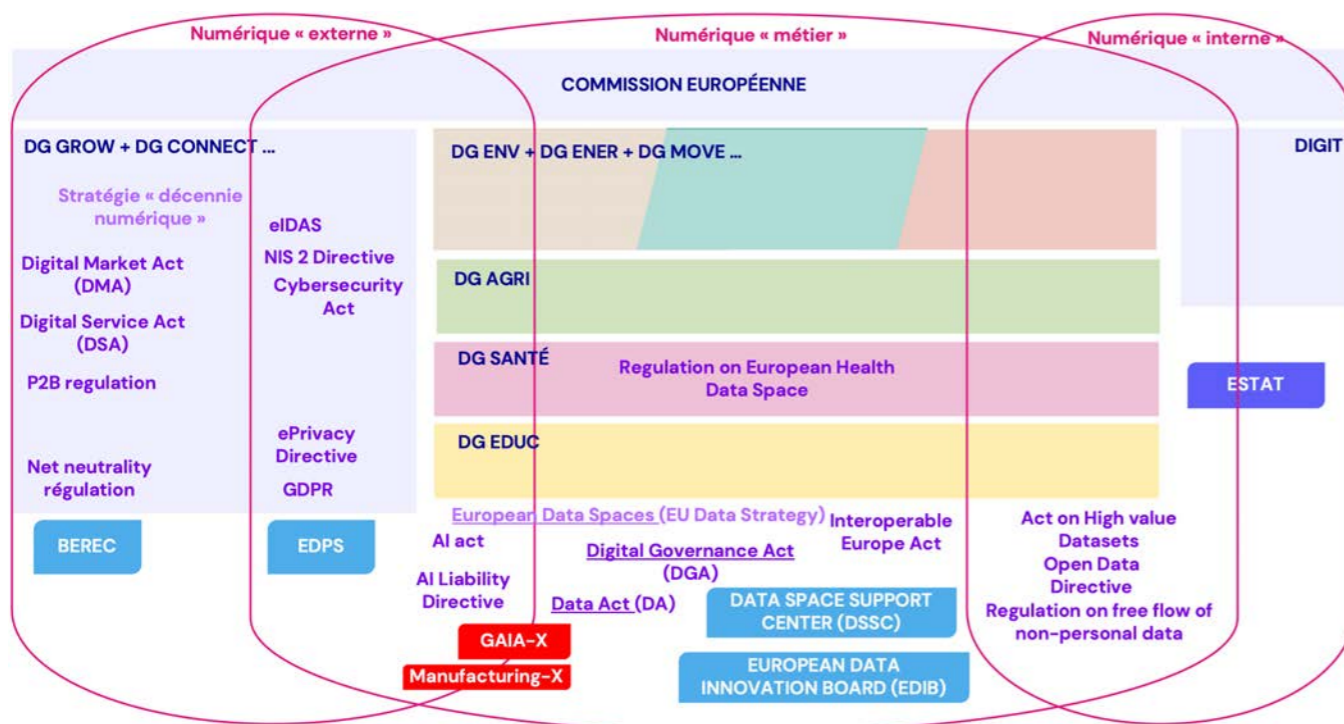 Numérique « externe »
Numérique « métier »
Numérique « interne »
COMMISSION EUROPÉENNE
DG GROW + DG CONNECT ...
Stratégie « décennie
numérique »
Digital Market Act
(DMA)
Digital Service Act
(DSA)
P2B regulation
Net neutrality
régulation
BEREC
eIDAS
NIS 2 Directive
Cybersecurity
Act
ePrivacy
Directive
GDPR
EDPS
DG ENV + DG ENER + DG MOVE ...
DG AGRI
DG SANTÉ
Regulation on European Health
Data Space
DG EDUC
European Data Spaces (EU Data Strategy)
AI act
AI Liability
Directive
Digital Governance Act
(DGA)
Data Act (DA)
Interoperable
Europe Act
GAIA-X
Manufacturing-X
DATA SPACE SUPPORT
CENTER (DSSC)
EUROPEAN DATA
INNOVATION BOARD (EDIB)
DIGIT
ESTAT
Act on High value
Datasets
Open Data
Directive
Regulation on free flow of
non-personal data